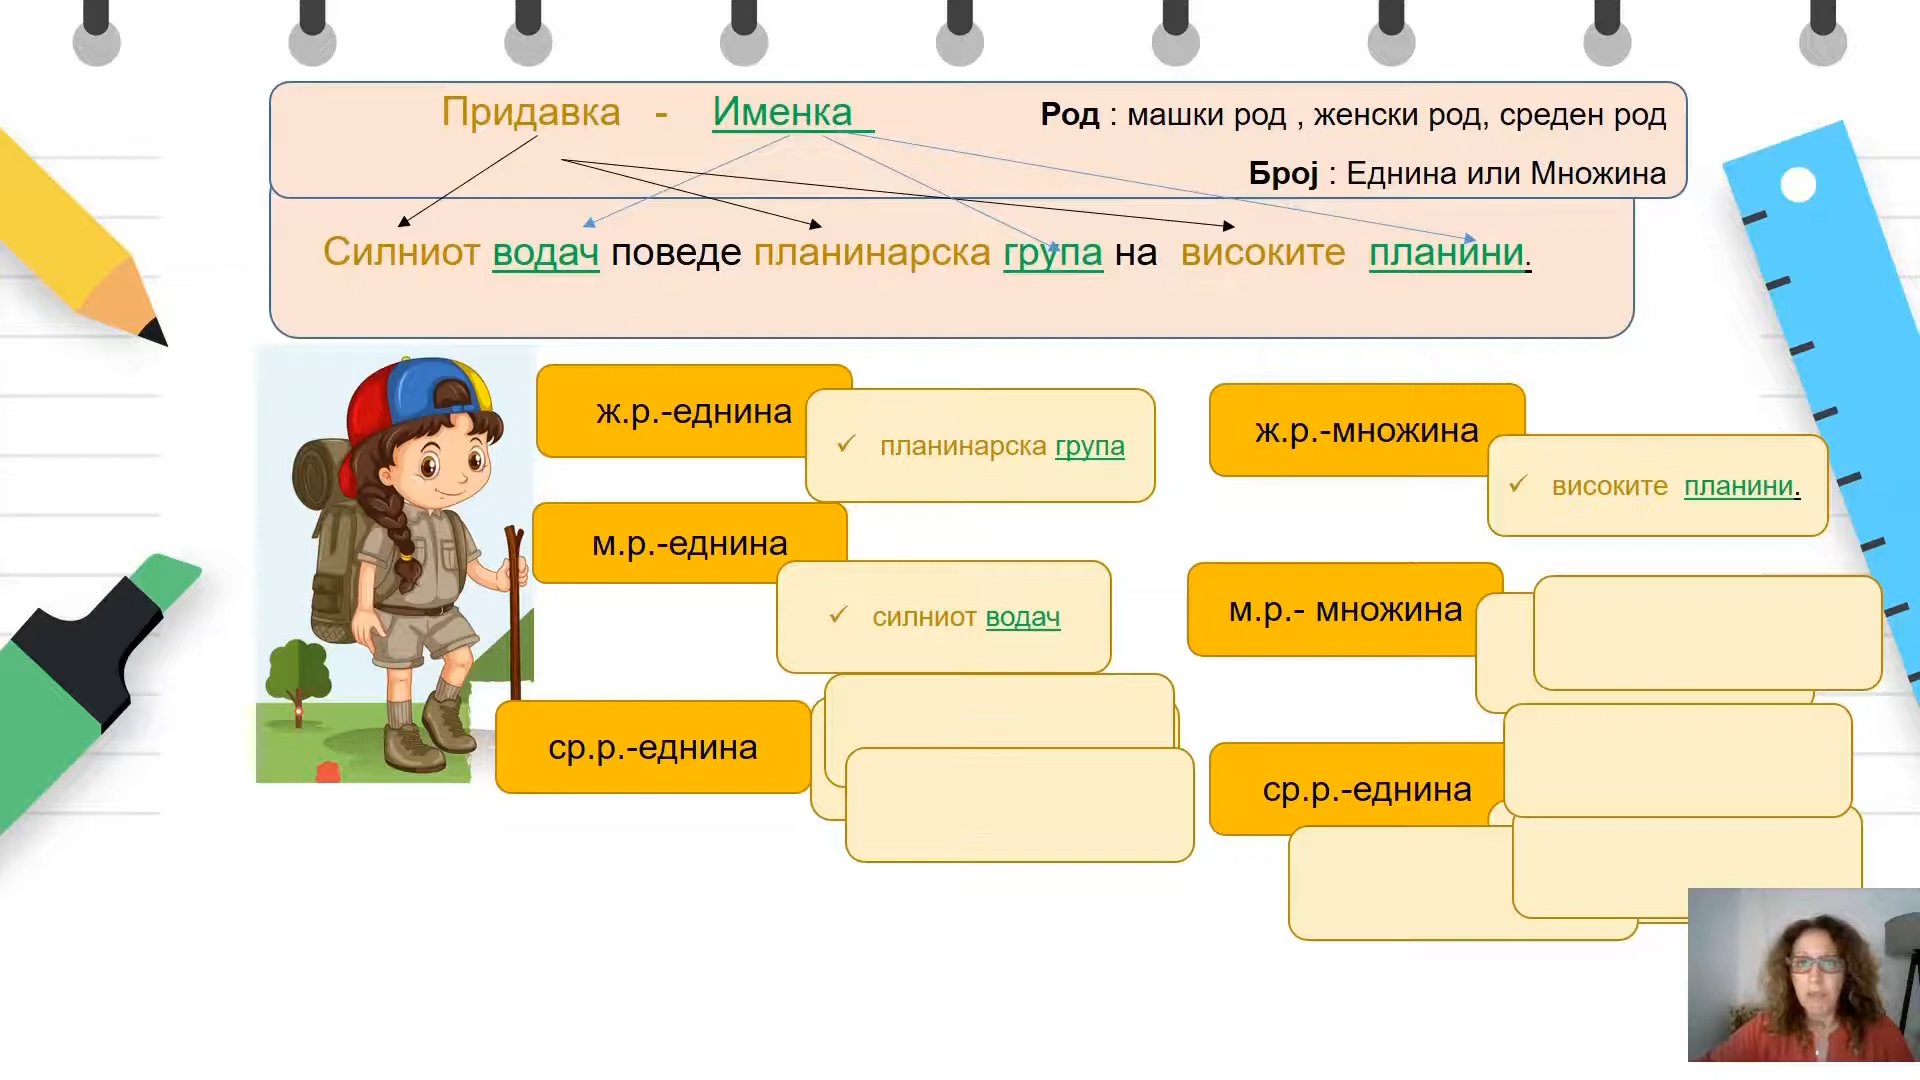 Придавка - Именка
Род : машки род , женски род, среден род
Број : Еднина или Множина
Силниот водач поведе планинарска група на високите планини.
ж.р.-еднина
✓ планинарска група
ж.р.-множина
✓ високите планини.
м.р.-еднина
✓ силниот водач
м.р.- множина
ср.р.-еднина
ср.р.-еднина